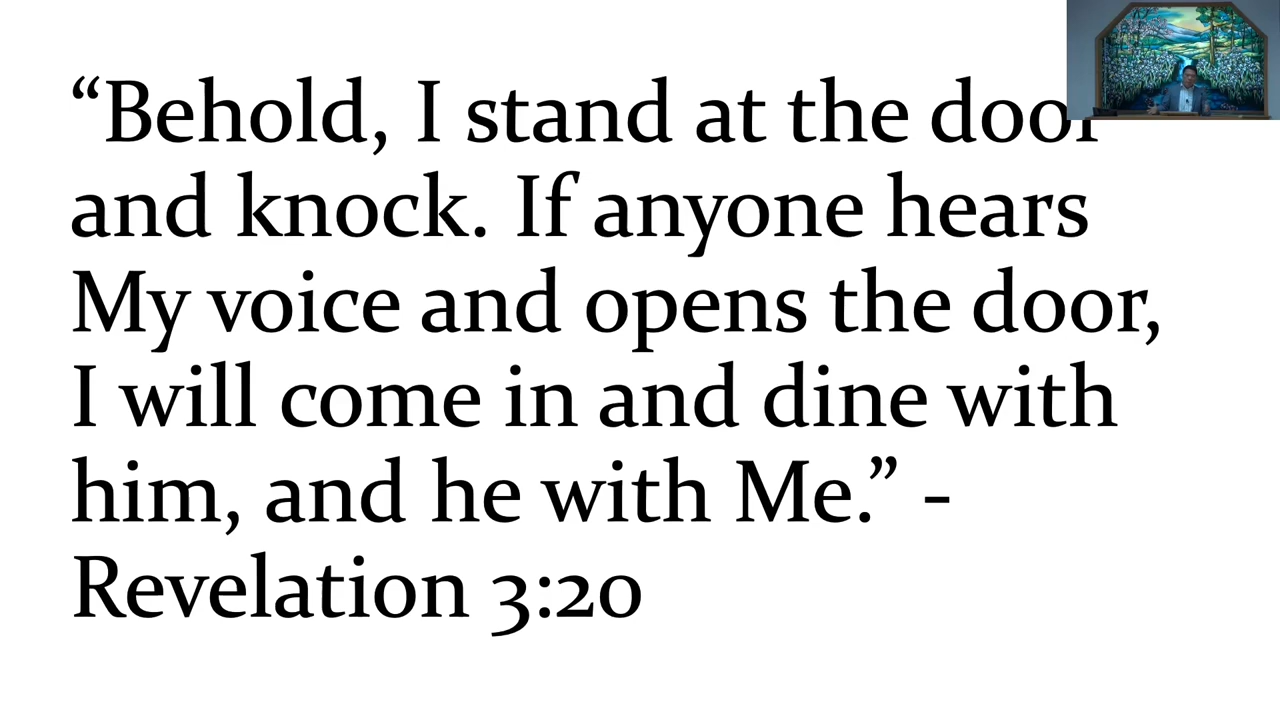 “Behold, I stand at the door
and knock. If anyone hears
My voice and opens the door,
I will come in and dine with
him, and he with Me.” -
Revelation 3:20